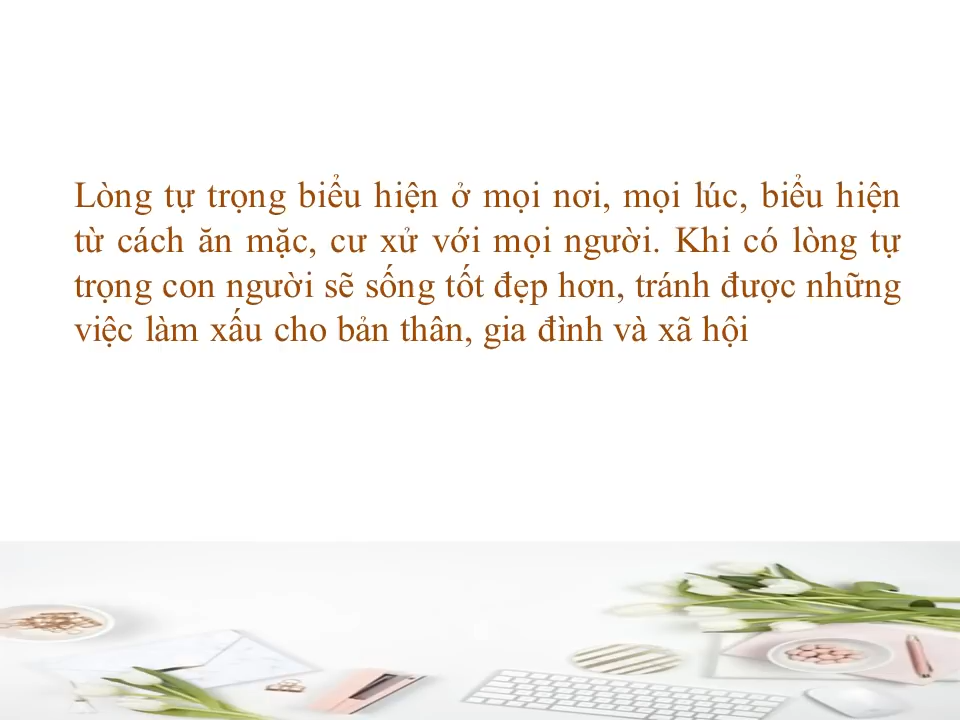 Lòng tự trọng biểu hiện ở mọi nơi, mọi lúc, biểu hiện
từ cách ăn mặc, cư xử với mọi người. Khi có lòng tự
trọng con người sẽ sống tốt đẹp hơn, tránh được những
việc làm xấu cho bản thân, gia đình và xã hội